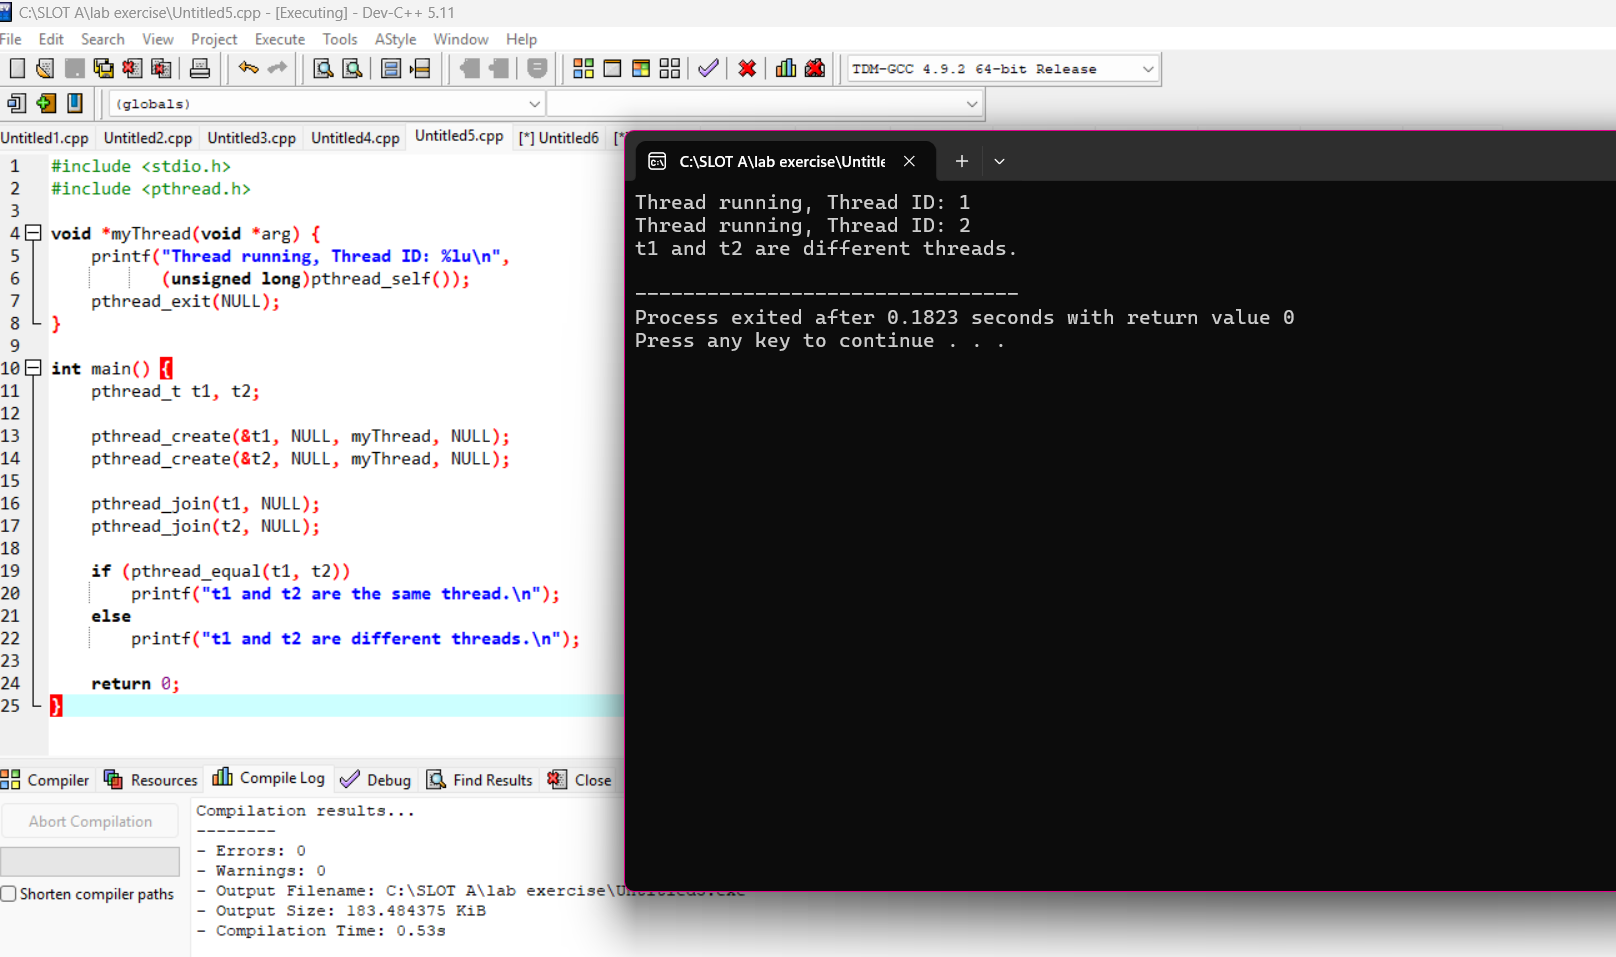 C:\SLOT A\lab exercise\Untitled5.cpp - [Executing] - Dev-C++ 5.11
File Edit Search View Project Execute Tools AStyle Window Help
TDM-GCC 4.9.2 64-bit Release
(globals)
Untitled1.cpp Untitled2.cpp Untitled3.cpp Untitled4.cpp Untitled5.cpp [*] Untitled6 [*]
1 #include <stdio.h>
2 #include <pthread.h>
3
4 void *myThread(void *arg) {
5 printf("Thread running, Thread ID: %lu\n",
6 (unsigned long)pthread_self());
7 pthread_exit(NULL);
8 }
9
10 int main() {
11 pthread_t t1, t2;
12
13 pthread_create(&t1, NULL, myThread, NULL);
14 pthread_create(&t2, NULL, myThread, NULL);
15
16 pthread_join(t1, NULL);
17 pthread_join(t2, NULL);
18
19 if (pthread_equal(t1, t2))
20 printf("t1 and t2 are the same thread.\n");
21 else
22 printf("t1 and t2 are different threads.\n");
23
24 return 0;
25 }
C:\SLOT A\lab exercise\Untitle
Thread running, Thread ID: 1
Thread running, Thread ID: 2
t1 and t2 are different threads.
--------------------------------
Process exited after 0.1823 seconds with return value 0
Press any key to continue . . .
Compiler Resources Compile Log Debug Find Results Close
Abort Compilation
Shorten compiler paths
Compilation results...
--------
- Errors: 0
- Warnings: 0
- Output Filename: C:\SLOT A\lab exercise\Untitled5.exe
- Output Size: 183.484375 KiB
- Compilation Time: 0.53s